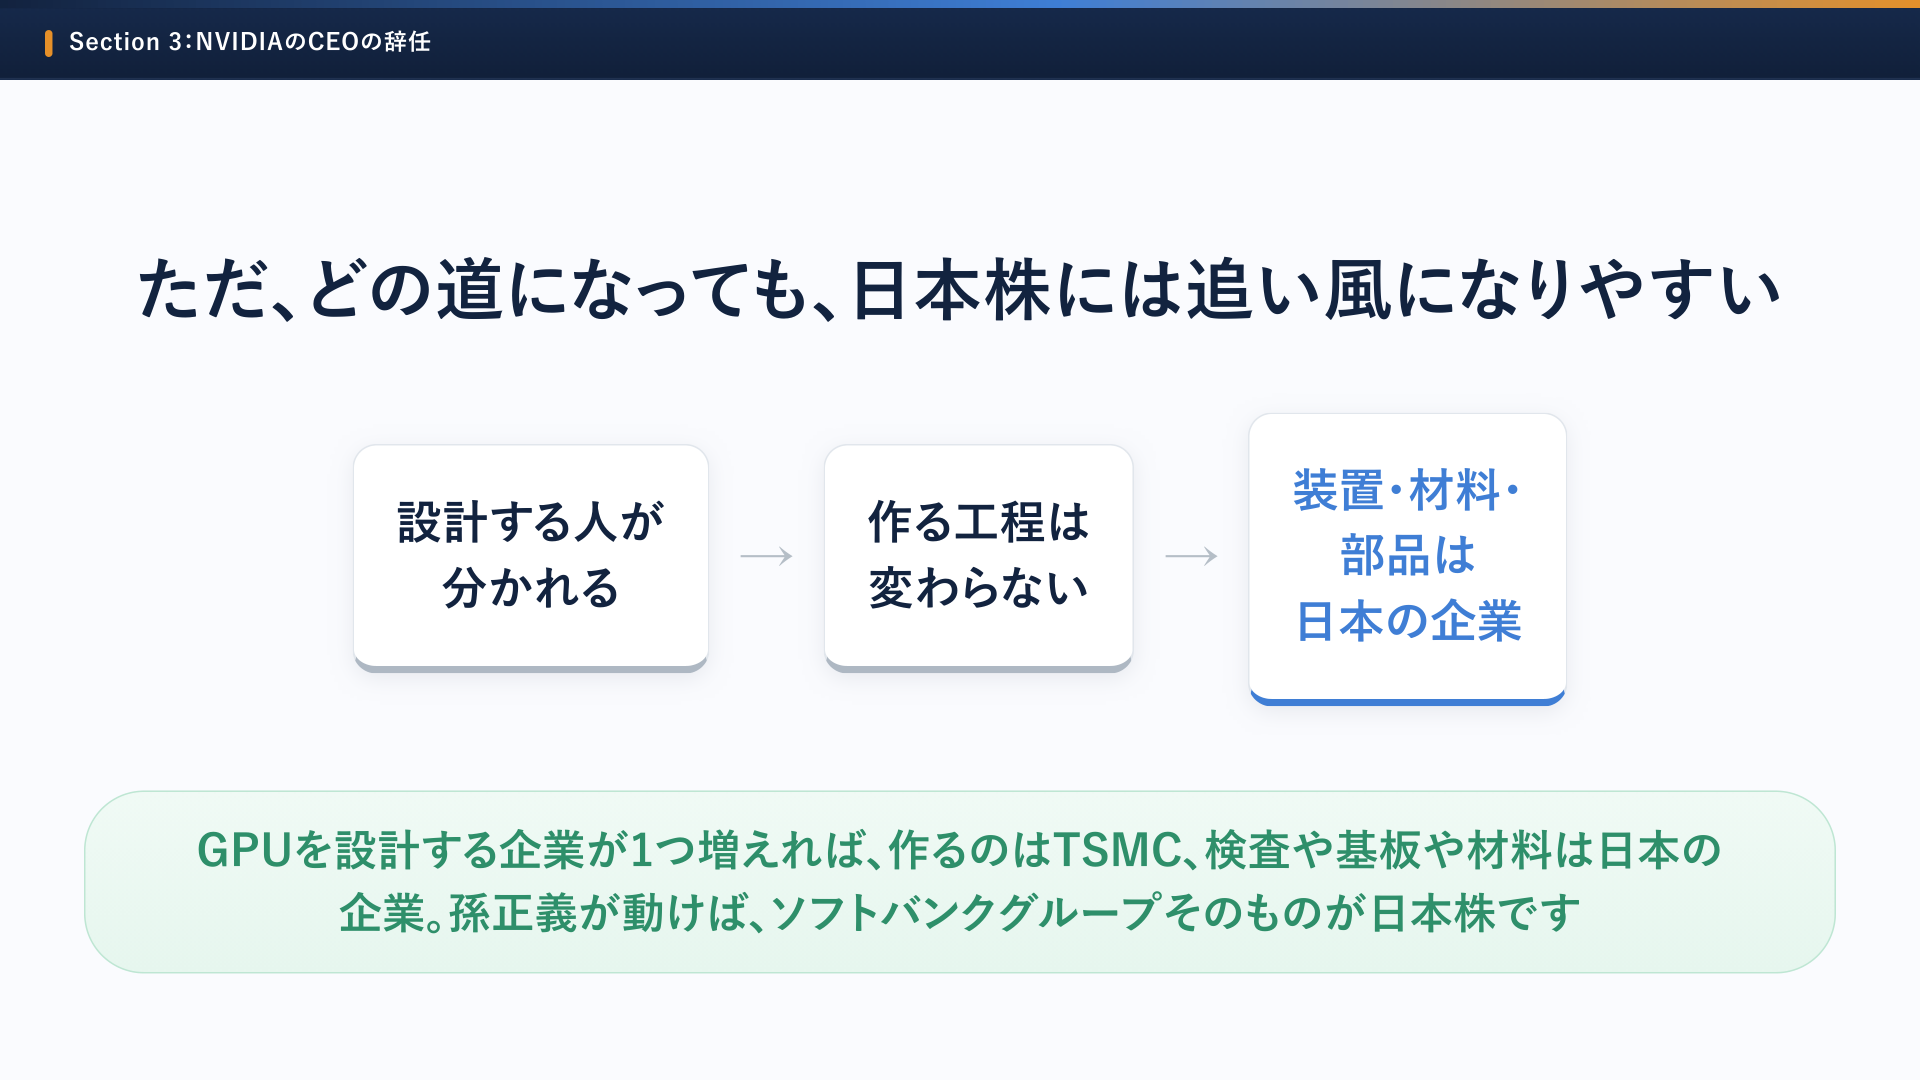 Section 3：NVIDIAのCEOの辞任
ただ、どの道になっても、日本株には追い風になりやすい
設計する人が
分かれる
→
作る工程は
変わらない
→
装置・材料・
部品は
日本の企業
GPUを設計する企業が1つ増えれば、作るのはTSMC、検査や基板や材料は日本の
企業。孫正義が動けば、ソフトバンクグループそのものが日本株です